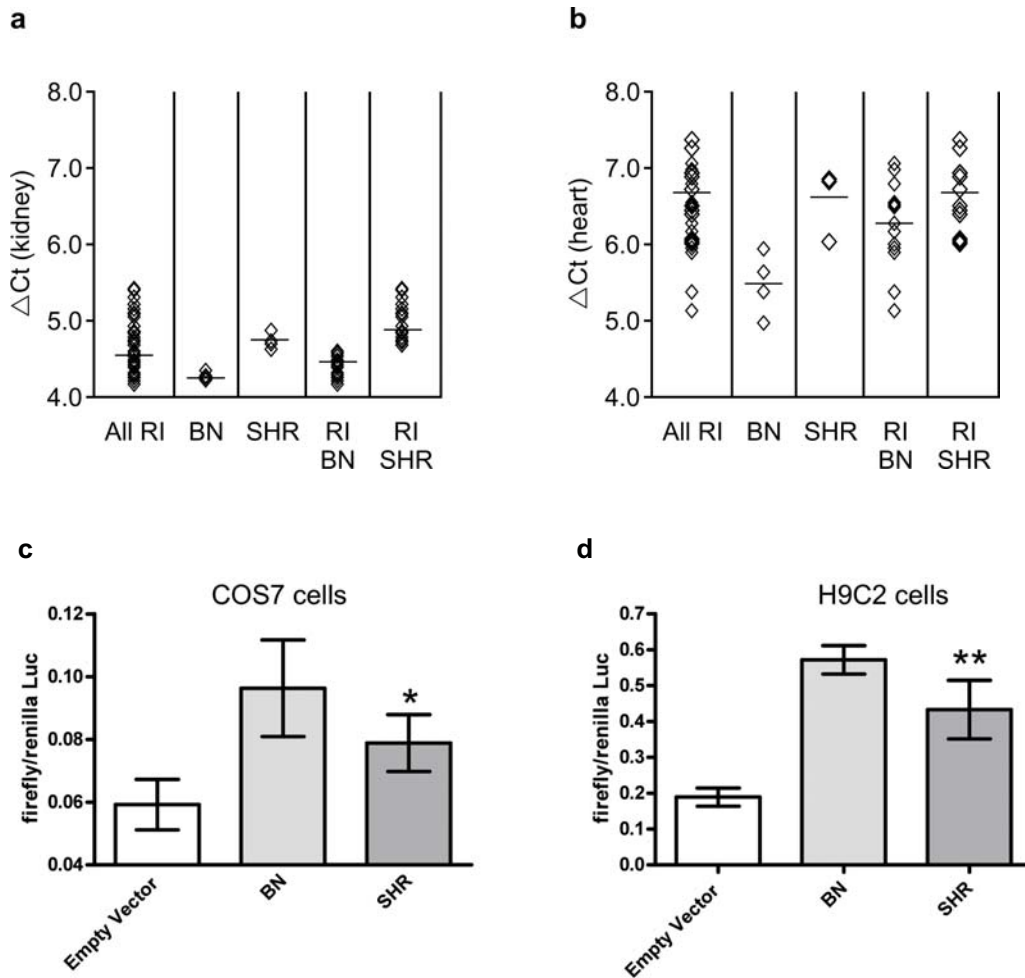 a
8.0
7.0
6.0
5.0
4.0
△Ct (kidney)
All RI
BN
SHR
RI
BN
RI
SHR
b
8.0
7.0
6.0
5.0
4.0
△Ct (heart)
All RI
BN
SHR
RI
BN
RI
SHR
c
COS7 cells
0.12
0.10
0.08
0.06
0.04
firefly/renilla Luc
*
Empty Vector
BN
SHR
d
H9C2 cells
0.7
0.6
0.5
0.4
0.3
0.2
0.1
0.0
firefly/renilla Luc
**
Empty Vector
BN
SHR